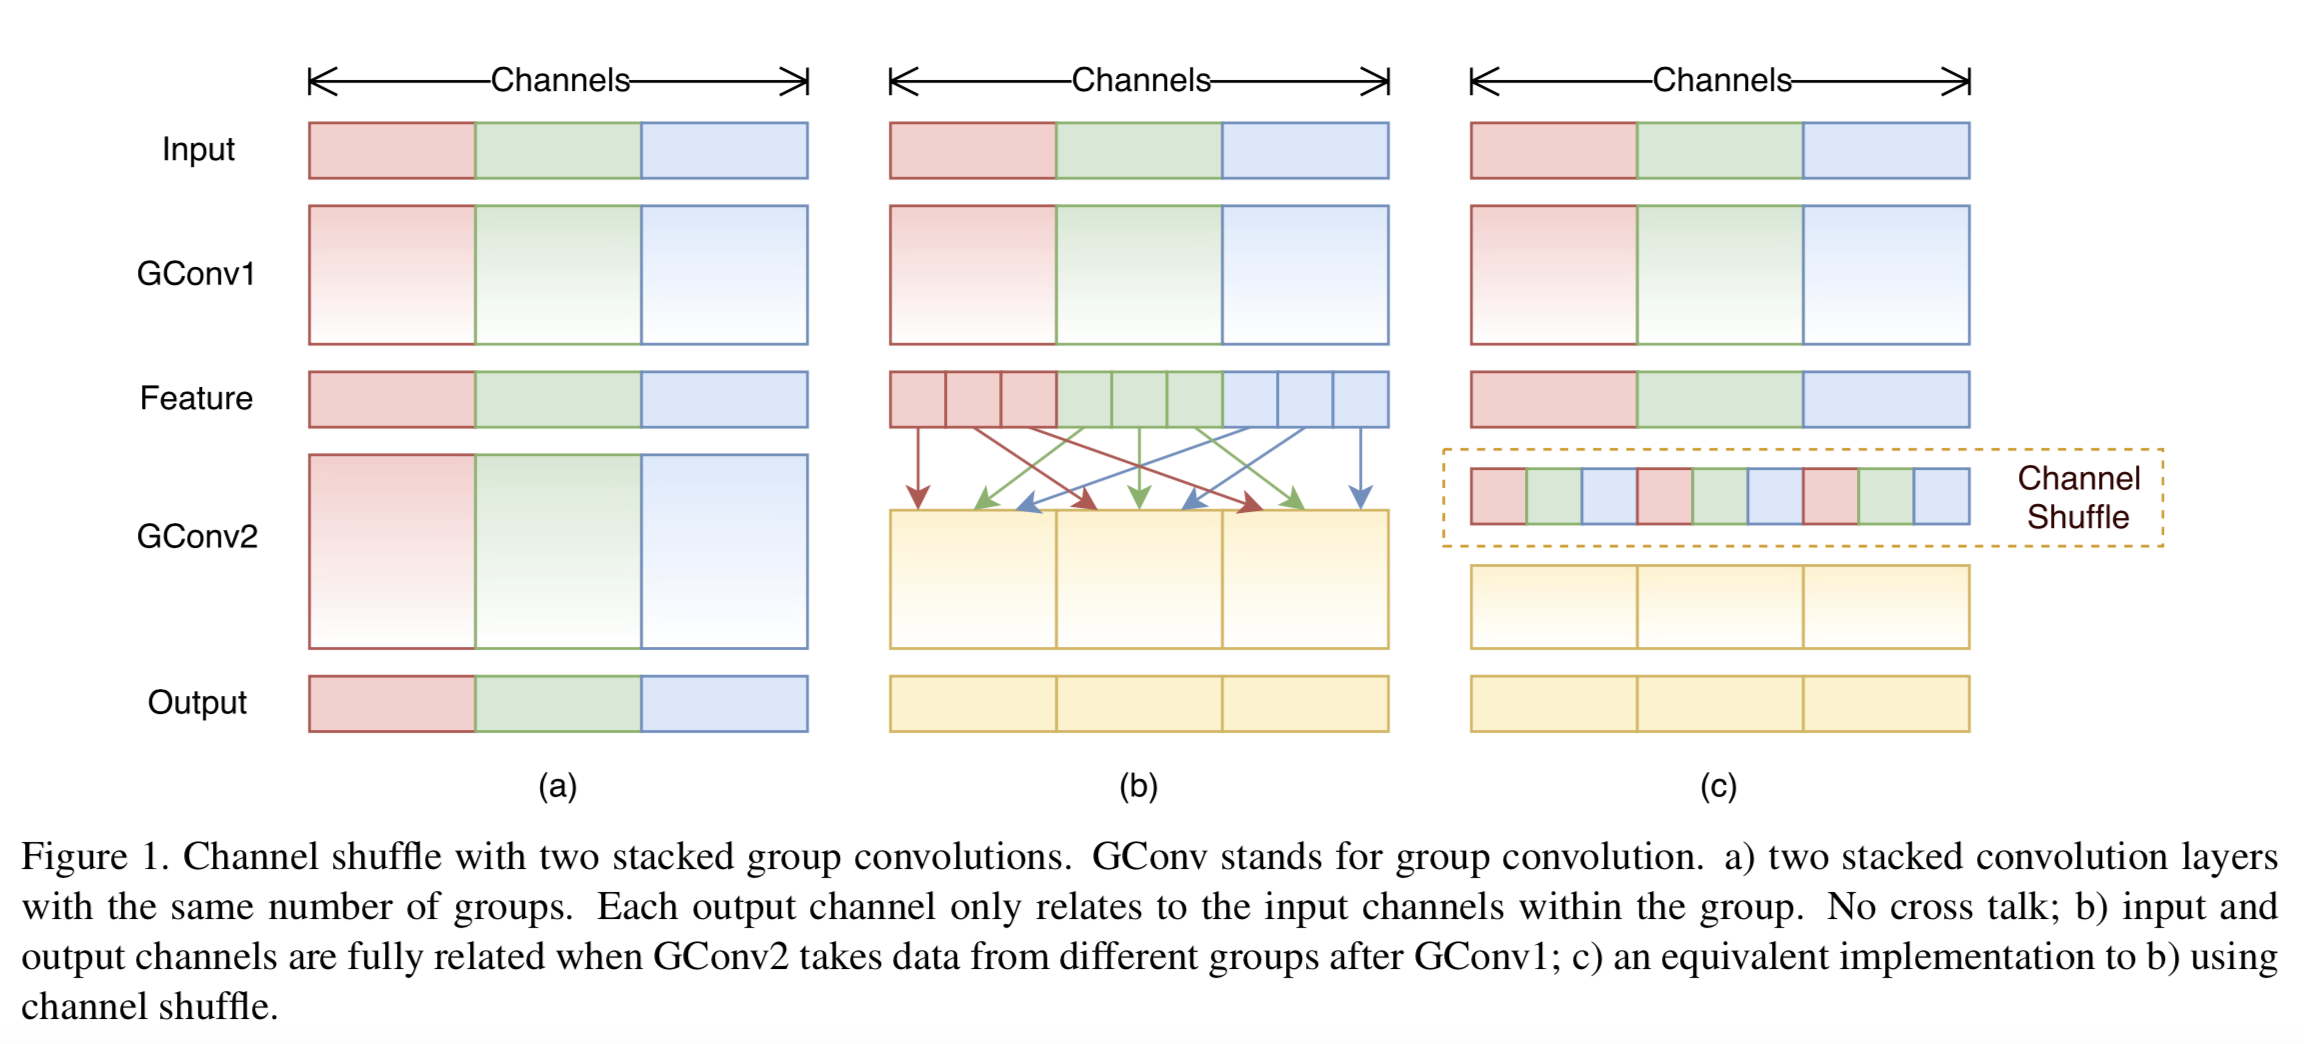 Channels Channels Channels
Input
GConv1
Feature
Channel
Shuffle
GConv2
Output
(a) (b) (c)
Figure 1. Channel shuffle with two stacked group convolutions. GConv stands for group convolution. a) two stacked convolution layers
with the same number of groups. Each output channel only relates to the input channels within the group. No cross talk; b) input and
output channels are fully related when GConv2 takes data from different groups after GConv1; c) an equivalent implementation to b) using
channel shuffle.